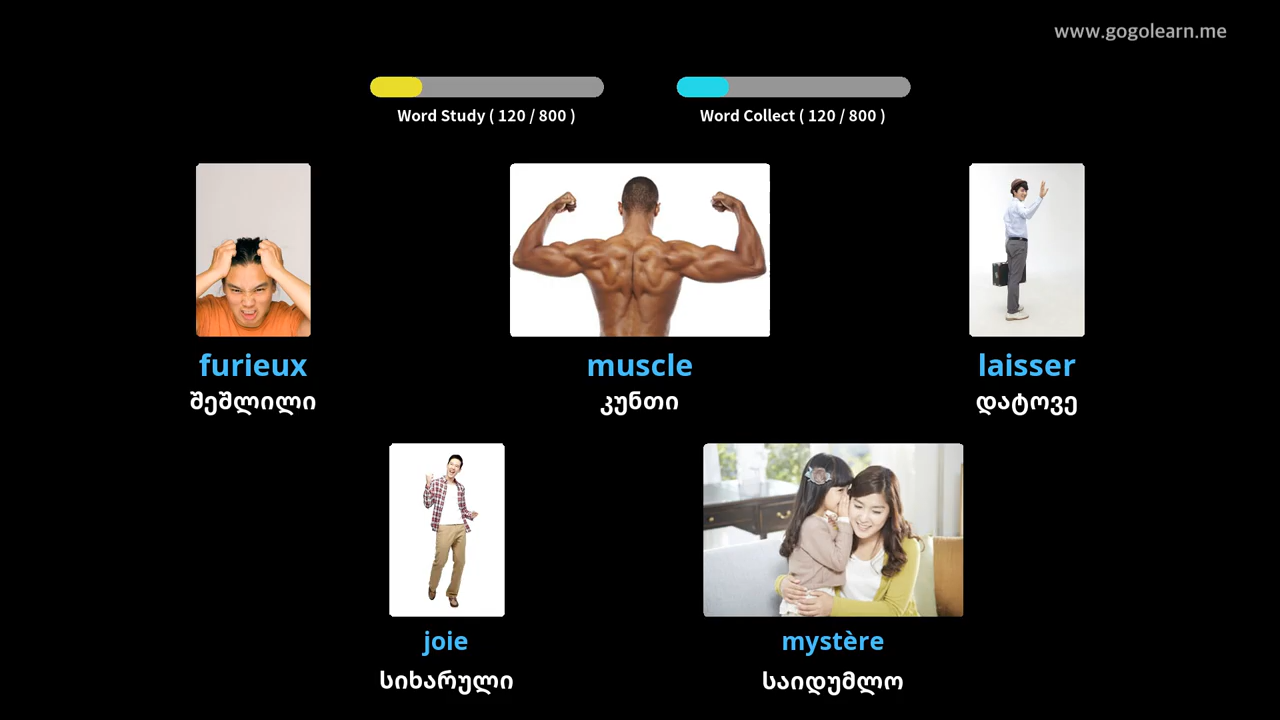 www.gogolearn.me
Word Study ( 120 / 800 )
Word Collect ( 120 / 800 )
furieux
შეშლილი
muscle
კუნთი
laisser
დატოვე
joie
სიხარული
mystère
საიდუმლო